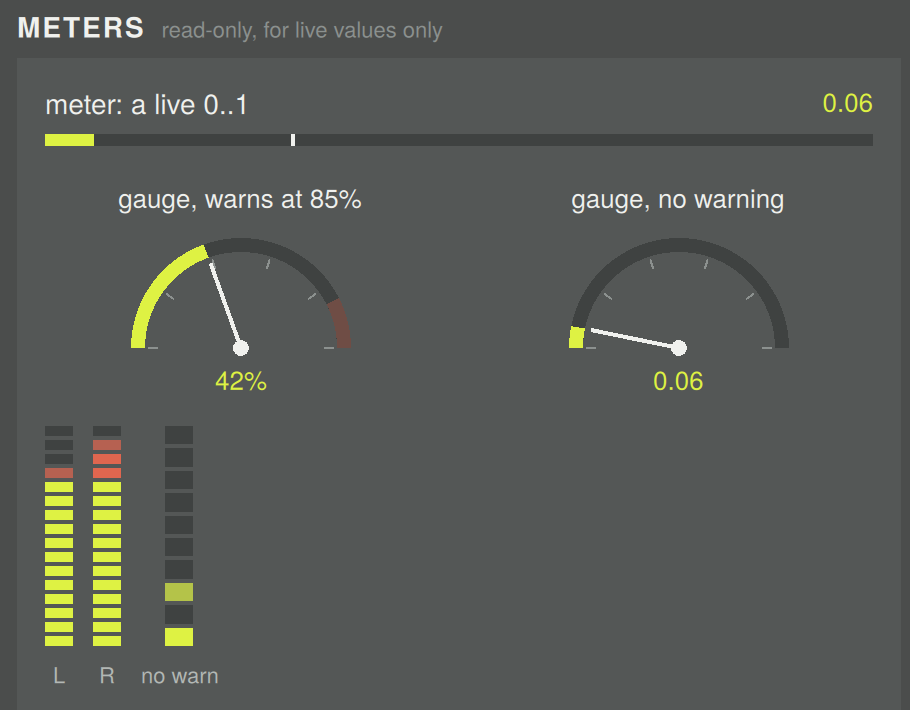 METERS read-only, for live values only
meter: a live 0..1 0.06
gauge, warns at 85% gauge, no warning
42% 0.06
L R no warn